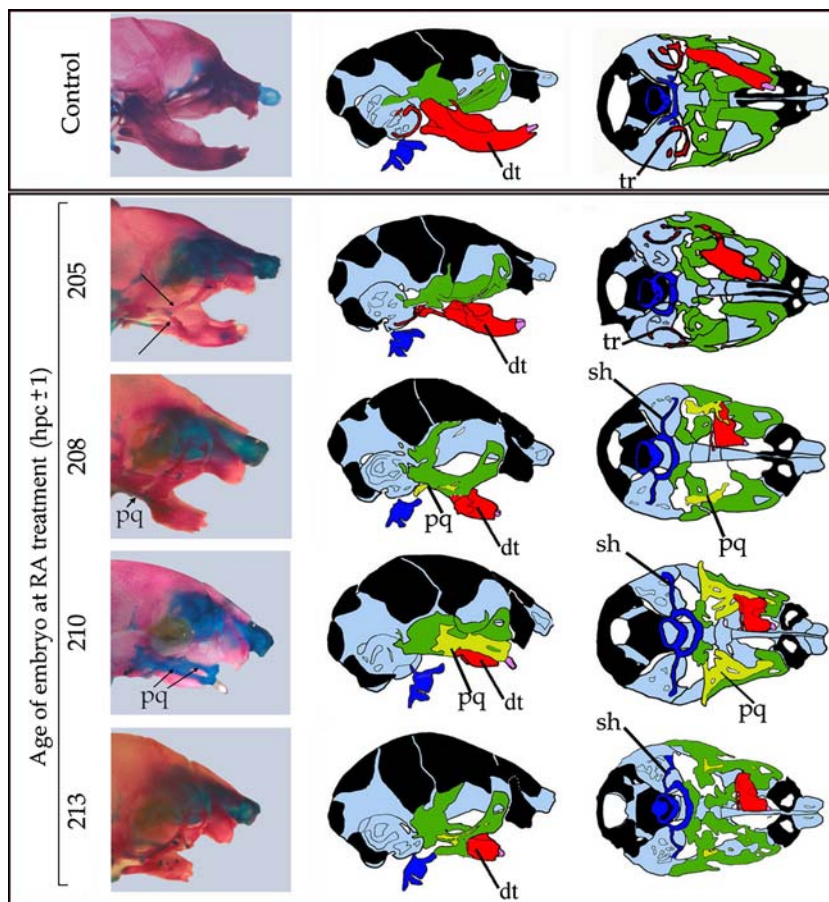 Control
dt
tr
Age of embryo at RA treatment (hpc ± 1)
205
dt
tr
208
pq
pq
dt
sh
pq
210
pq
pq
dt
sh
pq
213
dt
sh